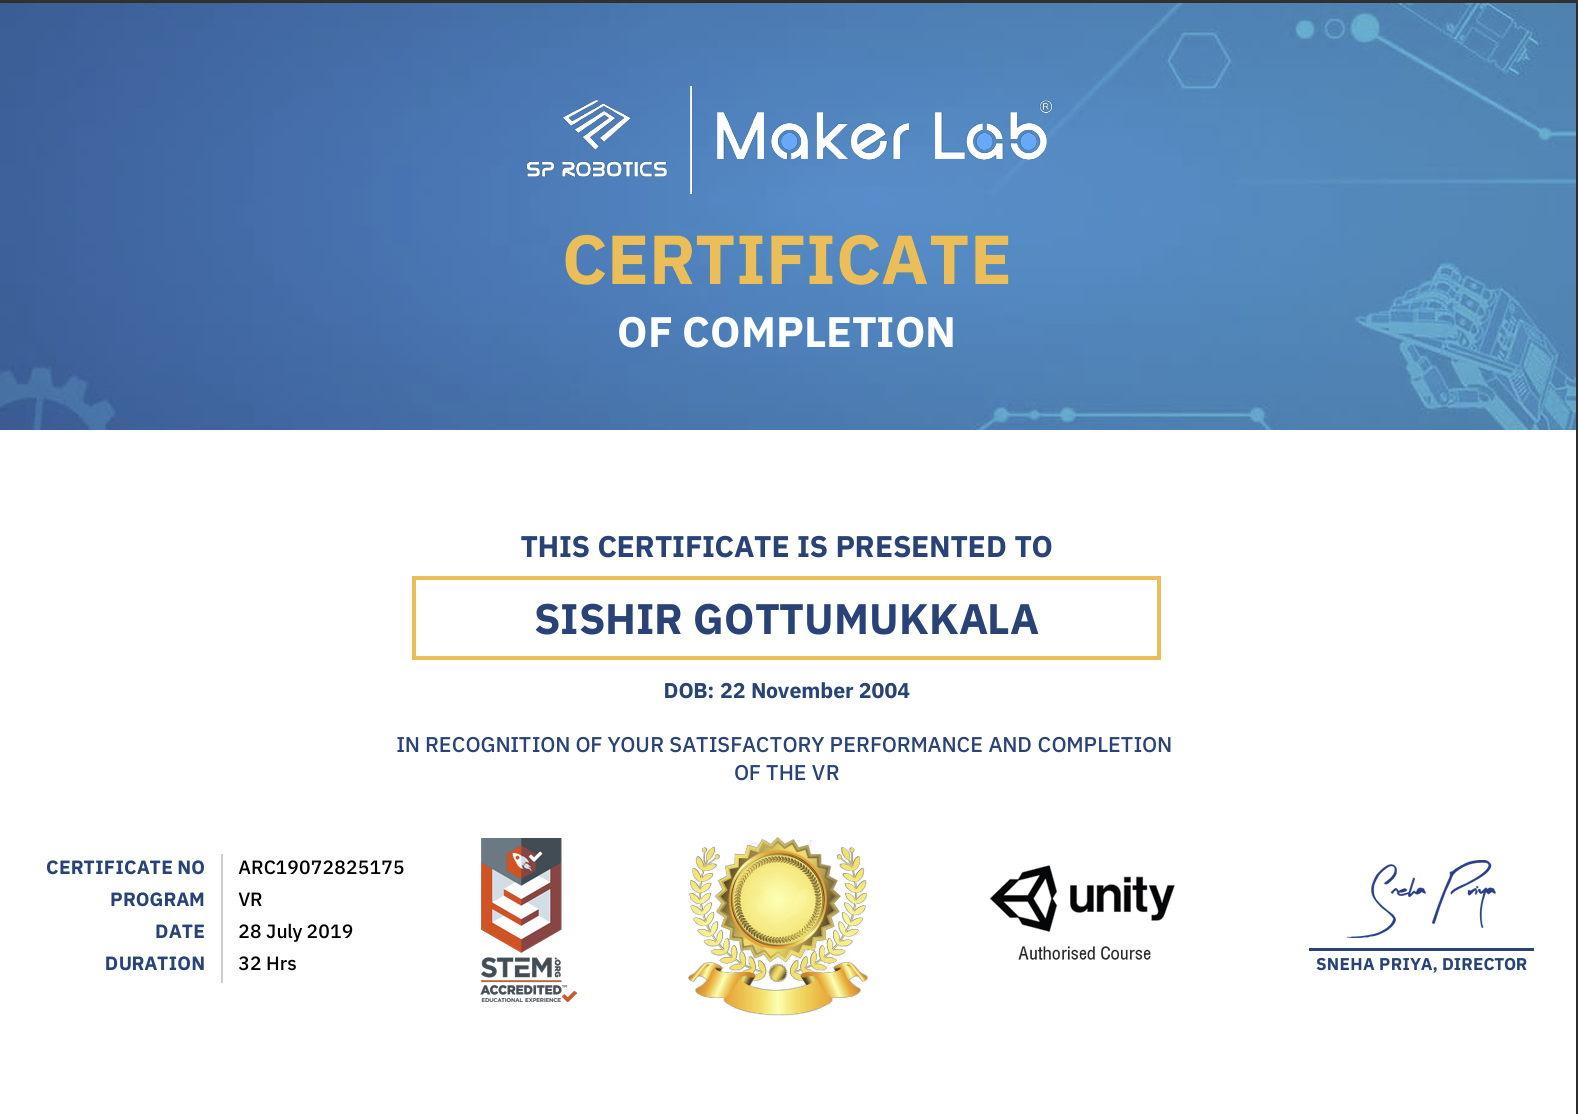 SP ROBOTICS
Maker Lab®
CERTIFICATE
OF COMPLETION
THIS CERTIFICATE IS PRESENTED TO
SISHIR GOTTUMUKKALA
DOB: 22 November 2004
IN RECOGNITION OF YOUR SATISFACTORY PERFORMANCE AND COMPLETION
OF THE VR
CERTIFICATE NO ARC19072825175
PROGRAM VR
DATE 28 July 2019
DURATION 32 Hrs
STEM.ORG
ACCREDITED™
EDUCATIONAL EXPERIENCE
unity
Authorised Course
Sneha Priya
SNEHA PRIYA, DIRECTOR